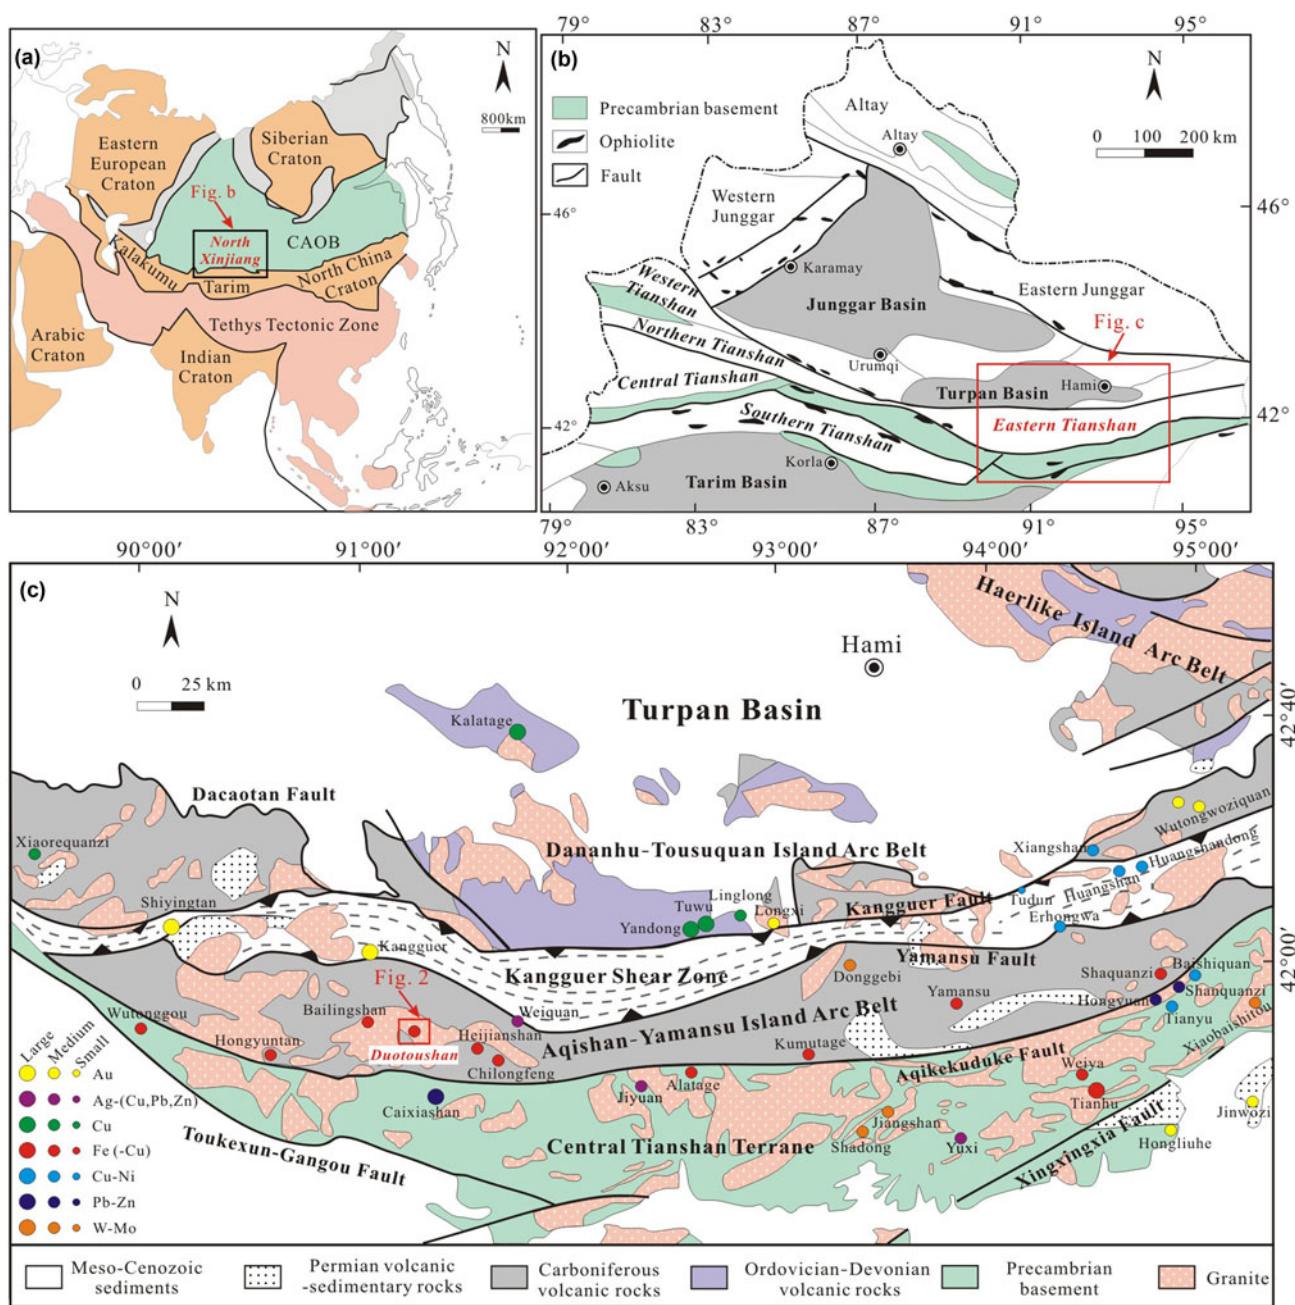 (a)
N
800km
Eastern
European
Craton
Siberian
Craton
Fig. b
North
Xinjiang
CAOB
Kalakumu
Tarim
North China
Craton
Tethys Tectonic Zone
Arabic
Craton
Indian
Craton
79° 83° 87° 91° 95°
(b)
N
Precambrian basement
Ophiolite
Fault
0 100 200 km
Altay
Altay
Western
Junggar
46° 46°
Karamay
Junggar Basin
Eastern Junggar
Western
Tianshan
Northern Tianshan
Urumqi
Fig. c
Central Tianshan
Turpan Basin
Hami
42° 42°
Southern Tianshan
Eastern Tianshan
Korla
Aksu
Tarim Basin
79° 83° 87° 91° 95°
90°00′ 91°00′ 92°00′ 93°00′ 94°00′ 95°00′
(c)
N
0 25 km
Hami
Haerlike Island Arc Belt
Turpan Basin
42°40′
Kalatage
Dacaotan Fault
Xiaorequanzi
Dananhu-Tousuquan Island Arc Belt
Wutongwoziquan
Xiangshan
Huangshandong
Huangshan
Shiyingtan
Linglong
Tuwu
Longxi
Yandong
Kangguer Fault
Tudun
Erhongwa
Kangguer
Kangguer Shear Zone
Yamansu Fault
42°00′
Fig. 2
Donggebi
Shaquanzi
Baishiquan
Hongyuan
Shanquanzi
Tianyu
Xiaobaishitou
Wutonggou
Bailingshan
Weiquan
Yamansu
Aqishan-Yamansu Island Arc Belt
Hongyuntan
Duotoushan
Heijianshan
Chilongfeng
Kumutage
Aqikekuduke Fault
Weiya
Tianhu
Alatage
Jiyuan
Caixiashan
Jiangshan
Shadong
Yuxi
Central Tianshan Terrane
Toukexun-Gangou Fault
Xingxingxia Fault
Hongliuhe
Jinwozi
Large
Medium
Small
Au
Ag-(Cu,Pb,Zn)
Cu
Fe(-Cu)
Cu-Ni
Pb-Zn
W-Mo
Meso-Cenozoic
sediments
Permian volcanic
-sedimentary rocks
Carboniferous
volcanic rocks
Ordovician-Devonian
volcanic rocks
Precambrian
basement
Granite